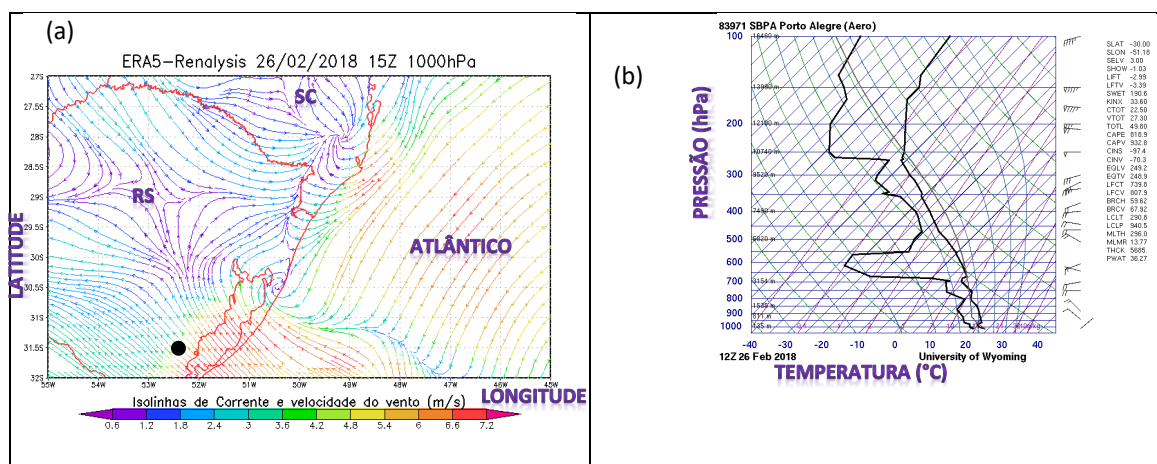 (a)
ERA5-Renalysis 26/02/2018 15Z 1000hPa
27S
27.5S
28S
28.5S
29S
29.5S
30S
30.5S
31S
31.5S
32S
LATITUDE
SC
RS
ATLÂNTICO
55W 54W 53W 52W 51W 50W 49W 48W 47W 46W 45W
LONGITUDE
Isolinhas de Corrente e velocidade do vento (m/s)
0.6 1.2 1.8 2.4 3 3.6 4.2 4.8 5.4 6 6.6 7.2
(b)
83971 SBPA Porto Alegre (Aero)
PRESSÃO (hPa)
100
200
300
400
500
600
700
800
900
1000
16460 m
3154 m
135 m
-40 -30 -20 -10 0 10 20 30 40
12Z 26 Feb 2018
University of Wyoming
TEMPERATURA (°C)
SLAT -30.00
SLON -51.18
SELV 3.00
SHOW -1.03
LIFT -2.99
LFTV -3.39
SWET 190.6
KINX 33.60
CTOT 22.50
VTOT 27.30
TOTL 49.80
CAPE 818.9
CAPV 932.8
CINS -97.4
CINV -70.3
EQLV 249.2
EQTV 248.9
LFCT 739.8
LFCV 807.9
BRCH 59.62
BRCV 67.92
LCLT 290.8
LCLP 940.5
MLTH 296.0
MLMR 13.77
THCK 5685.
PWAT 36.27